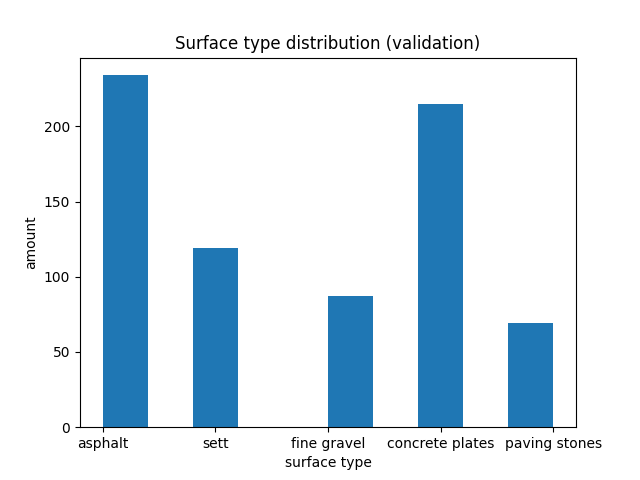 Surface type distribution (validation)
200
150
100
50
0
amount
asphalt sett fine gravel concrete plates paving stones
surface type